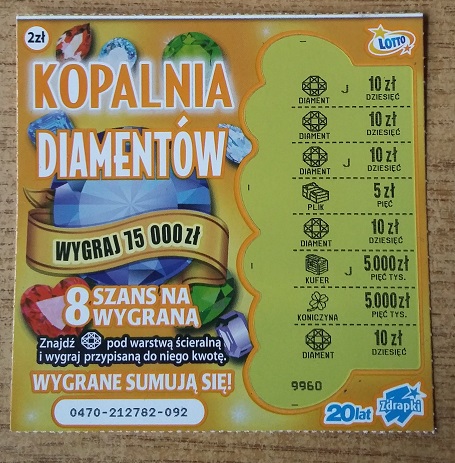 2zł
KOPALNIA
DIAMENTÓW
WYGRAJ 75 000 zł
8 SZANS NA
WYGRANĄ
Znajdź pod warstwą ścieralną
i wygraj przypisaną do niego kwotę.
WYGRANE SUMUJĄ SIĘ!
0470-212782-092
LOTTO
J 10 zł
DIAMENT DZIESIĘĆ
10 zł
DIAMENT DZIESIĘĆ
J 10 zł
DIAMENT DZIESIĘĆ
5 zł
PLIK PIĘĆ
10 zł
DIAMENT DZIESIĘĆ
J 5.000 zł
KUFER PIĘĆ TYS.
5.000 zł
KONICZYNA PIĘĆ TYS.
10 zł
DIAMENT DZIESIĘĆ
9960
20 lat Zdrapki